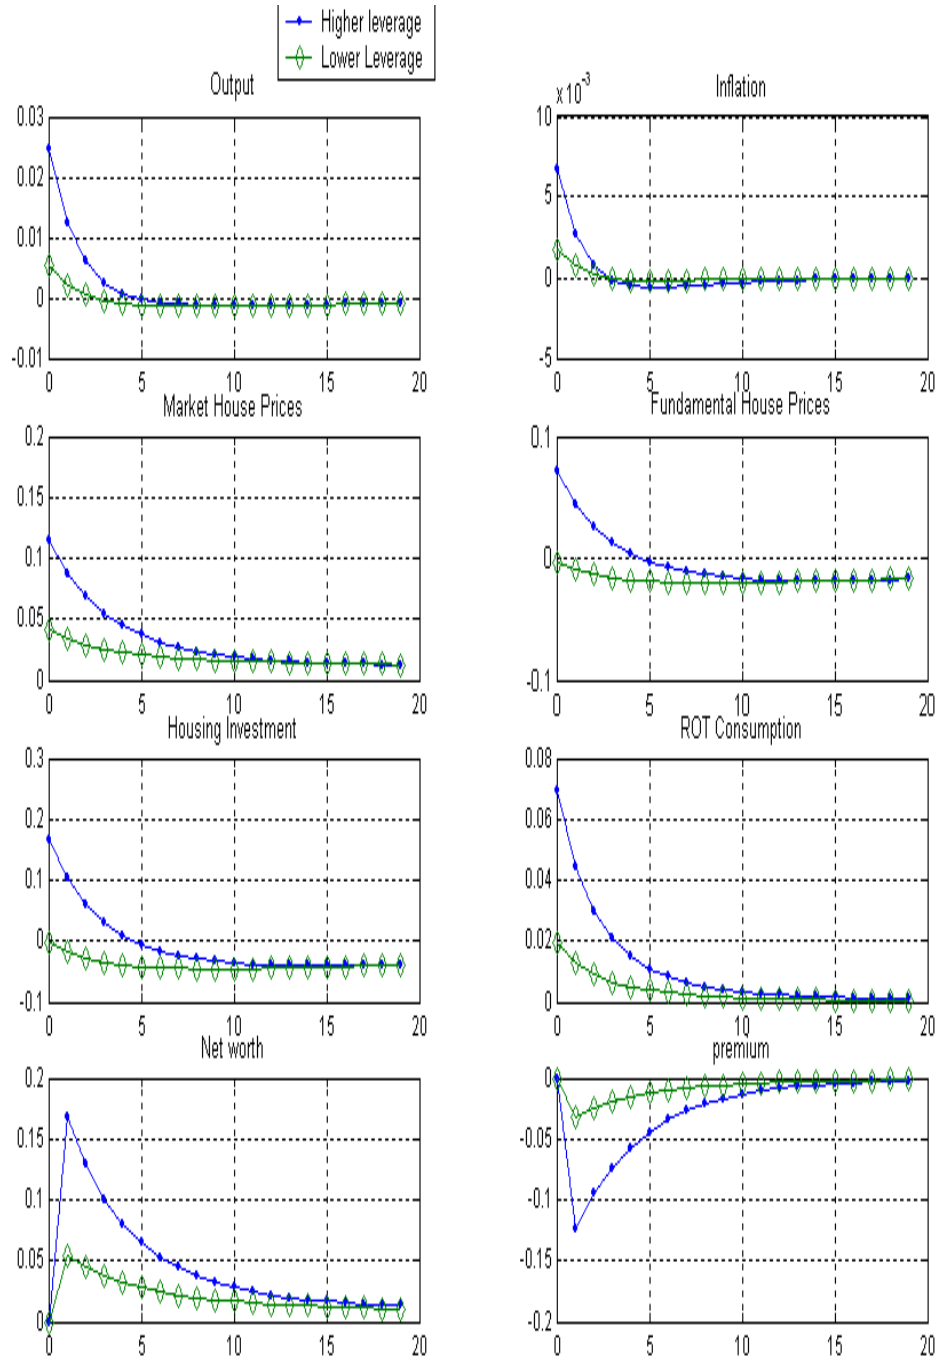 Higher leverage
Lower Leverage
Output
0.03
0.02
0.01
0
-0.01
0 5 10 15 20
Inflation
x 10^-3
10
5
0
-5
0 5 10 15 20
Market House Prices
0.2
0.15
0.1
0.05
0
0 5 10 15 20
Fundamental House Prices
0.1
0
-0.1
0 5 10 15 20
Housing Investment
0.3
0.2
0.1
0
-0.1
0 5 10 15 20
ROT Consumption
0.08
0.06
0.04
0.02
0
0 5 10 15 20
Net worth
0.2
0.15
0.1
0.05
0
0 5 10 15 20
premium
0
-0.05
-0.1
-0.15
-0.2
0 5 10 15 20